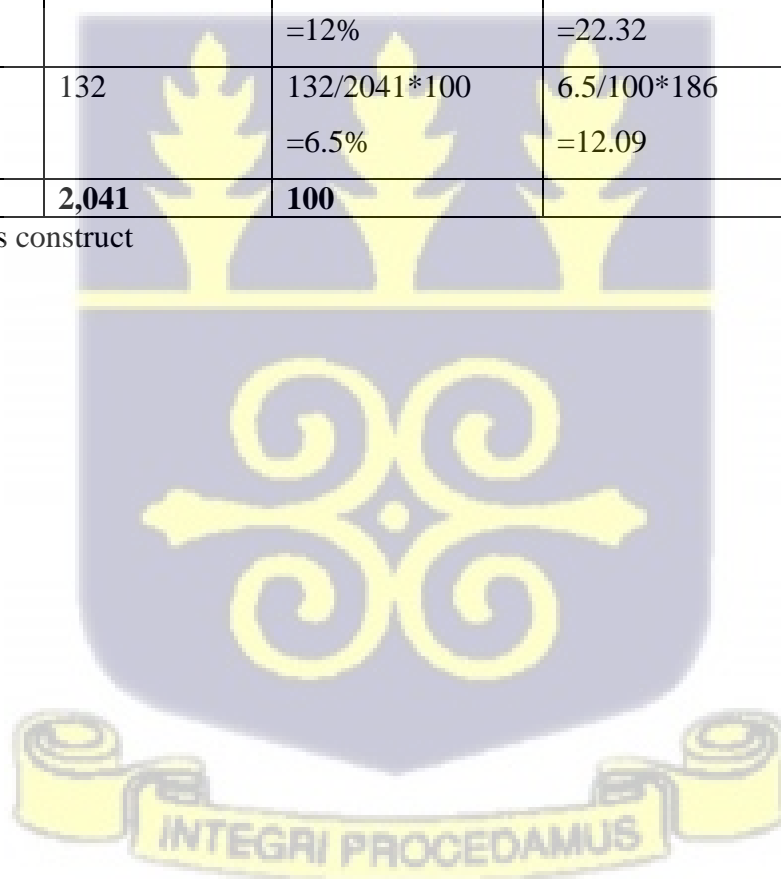 =12% =22.32
132 132/2041*100 6.5/100*186
=6.5% =12.09
2,041 100
s construct
INTEGRI PROCEDAMUS